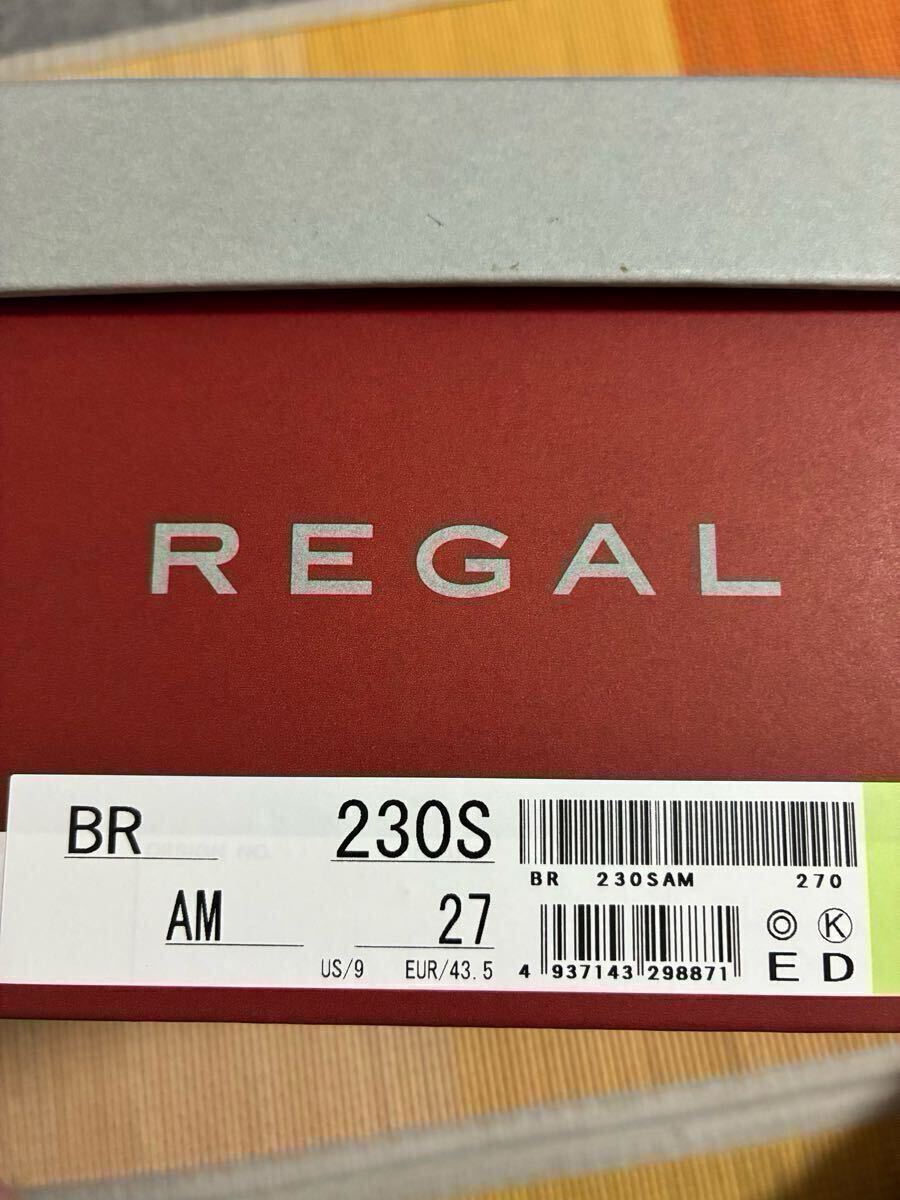 REGAL
BR 230S
BR 230SAM 270
AM 27
US/9 EUR/43.5
4 937143 298871
◎ Ⓚ
E D